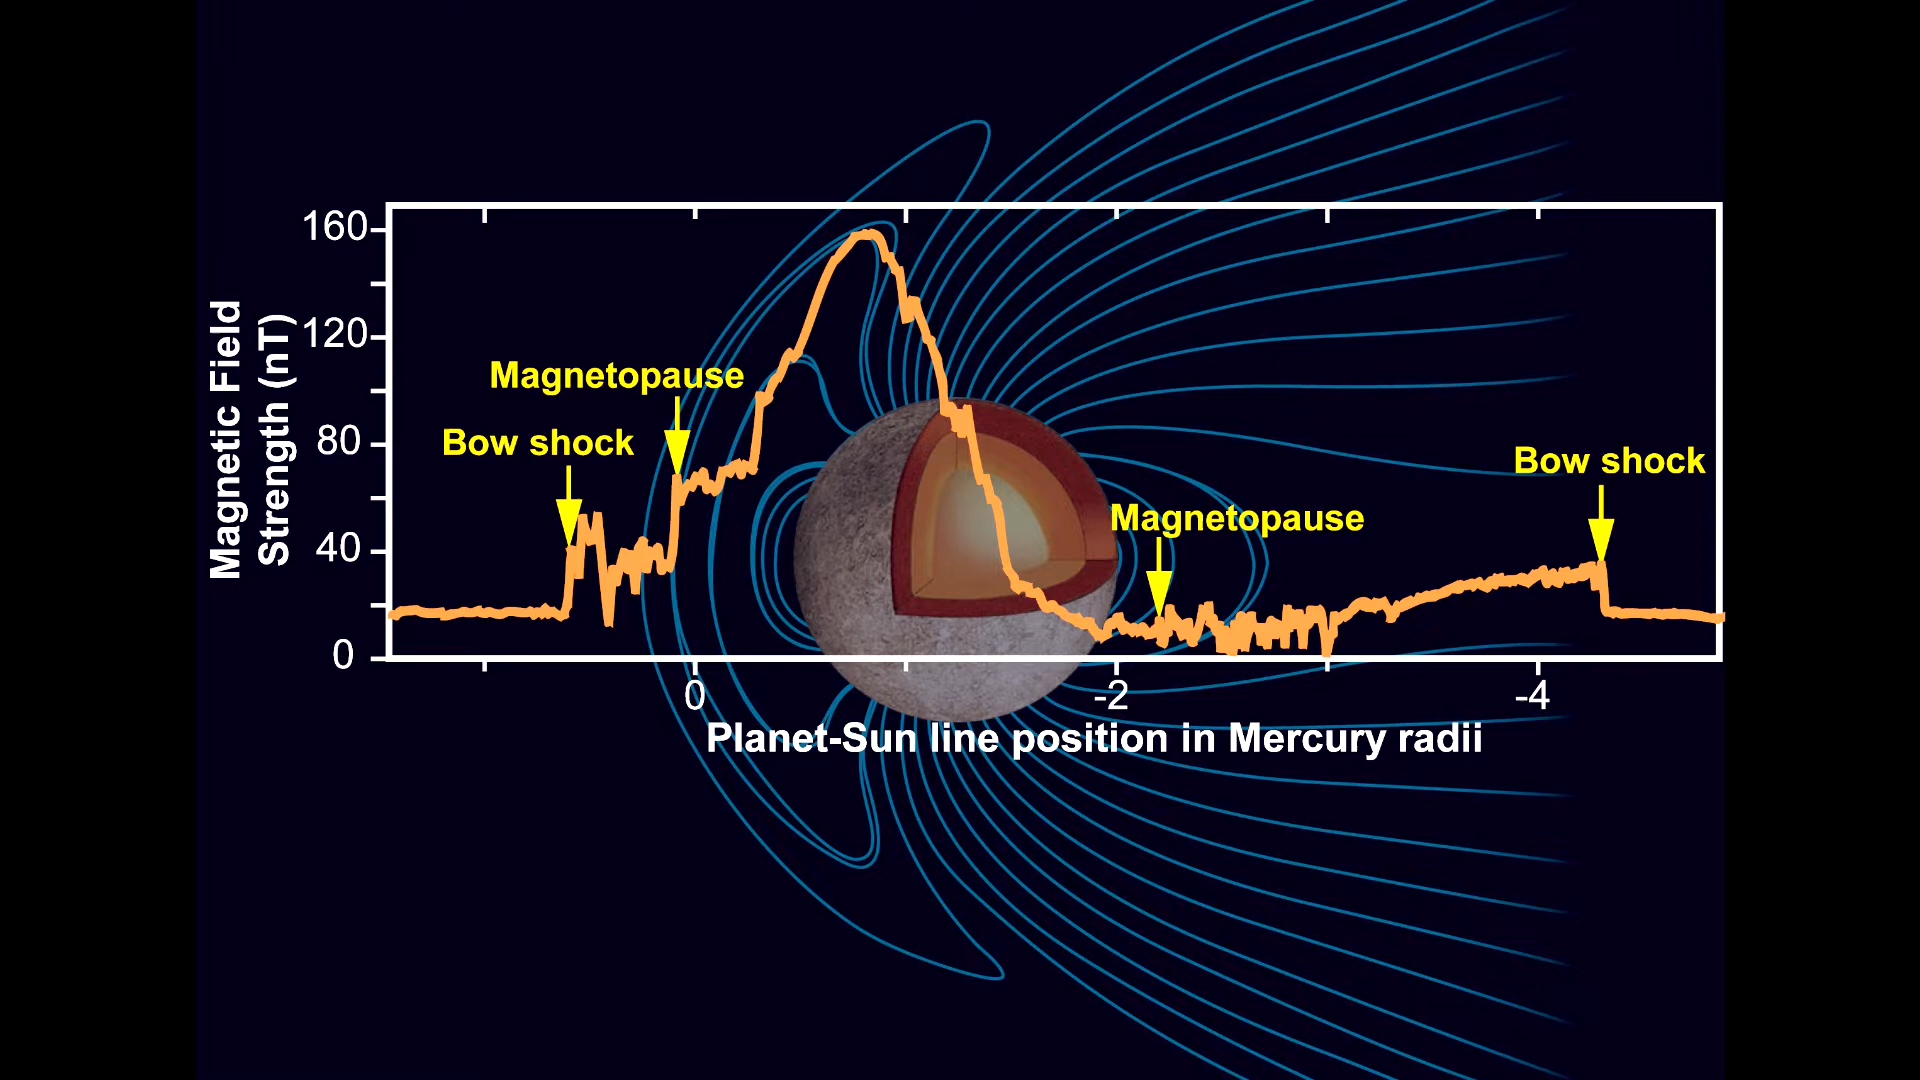 160
120
80
40
0
Magnetic Field
Strength (nT)
Magnetopause
Bow shock
Magnetopause
Bow shock
0
-2
-4
Planet-Sun line position in Mercury radii